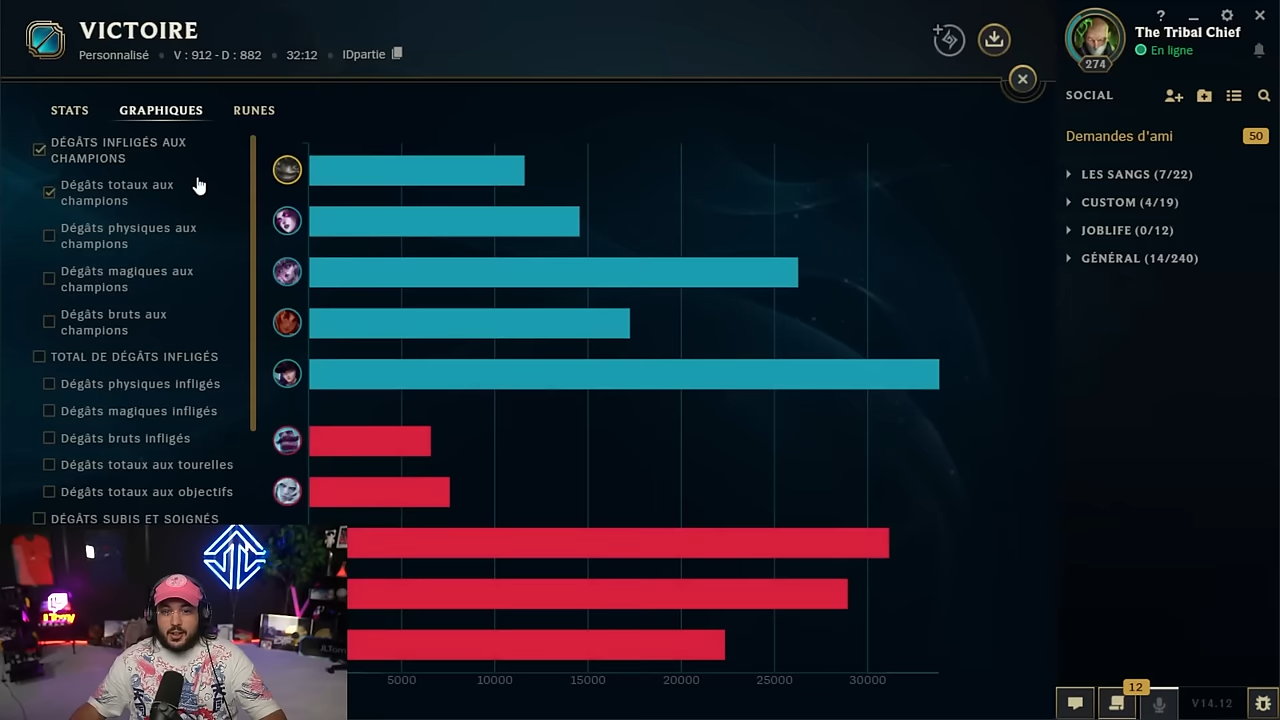 VICTOIRE
Personnalisé • V : 912 - D : 882 • 32:12 • IDpartie
?
The Tribal Chief
En ligne
274
STATS
GRAPHIQUES
RUNES
DÉGÂTS INFLIGÉS AUX
CHAMPIONS
Dégâts totaux aux
champions
Dégâts physiques aux
champions
Dégâts magiques aux
champions
Dégâts bruts aux
champions
TOTAL DE DÉGÂTS INFLIGÉS
Dégâts physiques infligés
Dégâts magiques infligés
Dégâts bruts infligés
Dégâts totaux aux tourelles
Dégâts totaux aux objectifs
DÉGÂTS SUBIS ET SOIGNÉS
5000
10000
15000
20000
25000
30000
SOCIAL
Demandes d'ami
50
LES SANGS (7/22)
CUSTOM (4/19)
JOBLIFE (0/12)
GÉNÉRAL (14/240)
12
V14.12